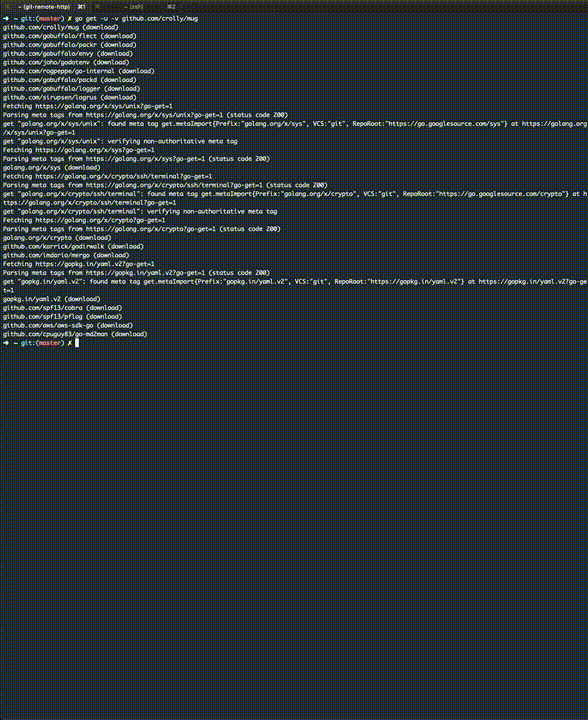 ~ (git-remote-http) ⌘1 ~ (zsh) ⌘2
➜ ~ git:(master) ✗ go get -u -v github.com/crolly/mug
github.com/crolly/mug (download)
github.com/gobuffalo/flect (download)
github.com/gobuffalo/packr (download)
github.com/gobuffalo/envy (download)
github.com/joho/godotenv (download)
github.com/rogpeppe/go-internal (download)
github.com/gobuffalo/packd (download)
github.com/gobuffalo/logger (download)
github.com/sirupsen/logrus (download)
Fetching https://golang.org/x/sys/unix?go-get=1
Parsing meta tags from https://golang.org/x/sys/unix?go-get=1 (status code 200)
get "golang.org/x/sys/unix": found meta tag get.metaImport{Prefix:"golang.org/x/sys", VCS:"git", RepoRoot:"https://go.googlesource.com/sys"} at https://golang.org
/x/sys/unix?go-get=1
get "golang.org/x/sys/unix": verifying non-authoritative meta tag
Fetching https://golang.org/x/sys?go-get=1
Parsing meta tags from https://golang.org/x/sys?go-get=1 (status code 200)
golang.org/x/sys (download)
Fetching https://golang.org/x/crypto/ssh/terminal?go-get=1
Parsing meta tags from https://golang.org/x/crypto/ssh/terminal?go-get=1 (status code 200)
get "golang.org/x/crypto/ssh/terminal": found meta tag get.metaImport{Prefix:"golang.org/x/crypto", VCS:"git", RepoRoot:"https://go.googlesource.com/crypto"} at h
ttps://golang.org/x/crypto/ssh/terminal?go-get=1
get "golang.org/x/crypto/ssh/terminal": verifying non-authoritative meta tag
Fetching https://golang.org/x/crypto?go-get=1
Parsing meta tags from https://golang.org/x/crypto?go-get=1 (status code 200)
golang.org/x/crypto (download)
github.com/karrick/godirwalk (download)
github.com/imdario/mergo (download)
Fetching https://gopkg.in/yaml.v2?go-get=1
Parsing meta tags from https://gopkg.in/yaml.v2?go-get=1 (status code 200)
get "gopkg.in/yaml.v2": found meta tag get.metaImport{Prefix:"gopkg.in/yaml.v2", VCS:"git", RepoRoot:"https://gopkg.in/yaml.v2"} at https://gopkg.in/yaml.v2?go-ge
t=1
gopkg.in/yaml.v2 (download)
github.com/spf13/cobra (download)
github.com/spf13/pflag (download)
github.com/aws/aws-sdk-go (download)
github.com/cpuguy83/go-md2man (download)
➜ ~ git:(master) ✗